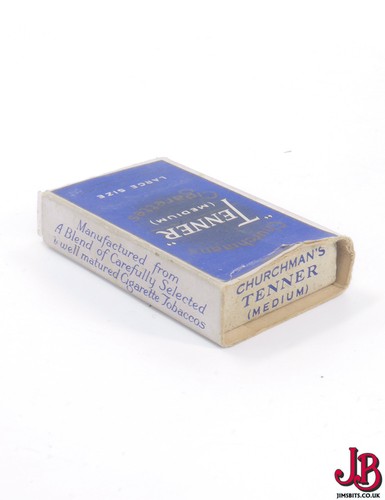 Churchman's
"TENNER"
(MEDIUM)
LARGE SIZE
CHURCHMAN'S
TENNER
(MEDIUM)
Manufactured from
A Blend of Carefully Selected
& well matured Cigarette Tobaccos
JB
JIMSBITS.CO.UK